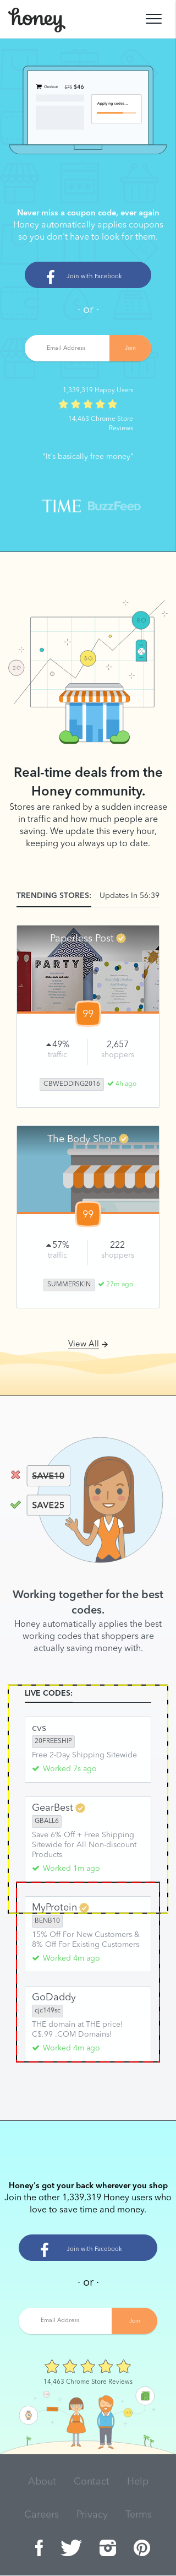 honey
Checkout
$75 $46
Applying codes...
Never miss a coupon code, ever again
Honey automatically applies coupons
so you don't have to look for them.
Join with Facebook
· or ·
Email Address
Join
1,339,319 Happy Users
14,463 Chrome Store
Reviews
"It's basically free money"
TIME BuzzFeed
Real-time deals from the
Honey community.
Stores are ranked by a sudden increase
in traffic and how much people are
saving. We update this every hour,
keeping you always up to date.
TRENDING STORES:
Updates In 56:39
Paperless Post
PARTY
99
49%
traffic
2,657
shoppers
CBWEDDING2016
4h ago
The Body Shop
99
57%
traffic
222
shoppers
SUMMERSKIN
27m ago
View All →
SAVE10
SAVE25
Working together for the best
codes.
Honey automatically applies the best
working codes that shoppers are
actually saving money with.
LIVE CODES:
cvs
20FREESHIP
Free 2-Day Shipping Sitewide
Worked 7s ago
GearBest
GBALL6
Save 6% Off + Free Shipping
Sitewide for All Non-discount
Products
Worked 1m ago
MyProtein
BENB10
15% Off For New Customers &
8% Off For Existing Customers
Worked 4m ago
GoDaddy
cjc149sc
THE domain at THE price!
C$.99 .COM Domains!
Worked 4m ago
Honey's got your back wherever you shop
Join the other 1,339,319 Honey users who
love to save time and money.
Join with Facebook
· or ·
Email Address
Join
14,463 Chrome Store Reviews
About
Contact
Help
Careers
Privacy
Terms